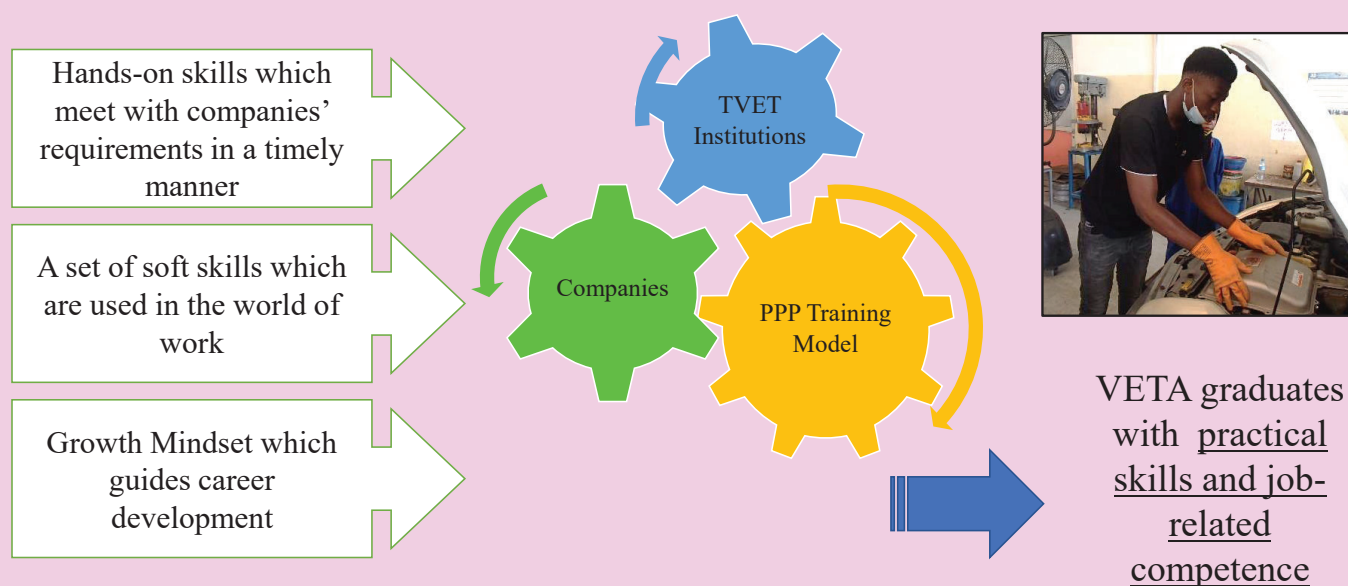 Hands-on skills which
meet with companies’
requirements in a timely
manner
A set of soft skills which
are used in the world of
work
Growth Mindset which
guides career
development
TVET
Institutions
Companies
PPP Training
Model
VETA graduates
with practical
skills and job-
related
competence